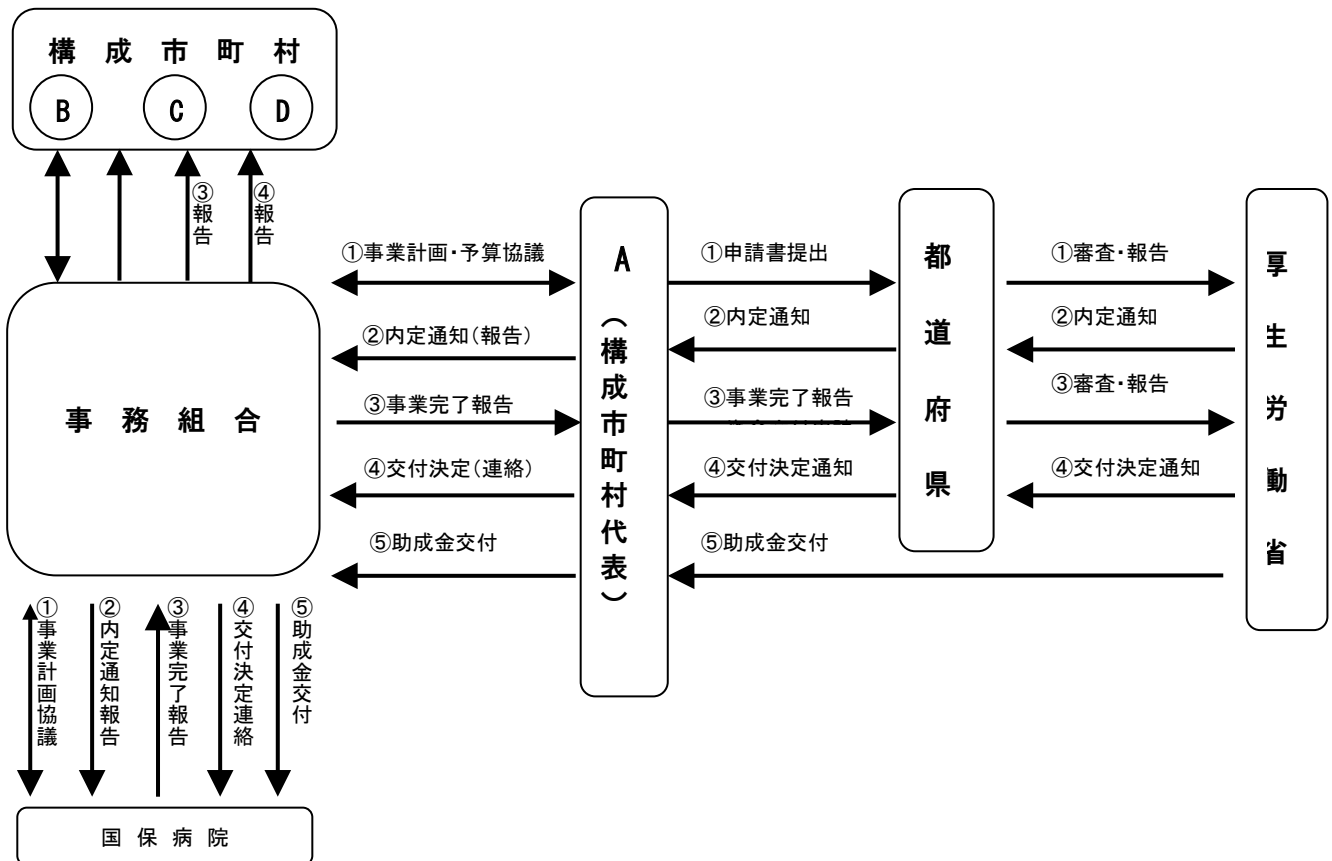 構成市町村
B C D
③報告
④報告
①事業計画・予算協議
②内定通知(報告)
③事業完了報告
④交付決定(連絡)
⑤助成金交付
事務組合
A(構成市町村代表)
①申請書提出
②内定通知
③事業完了報告
④交付決定通知
⑤助成金交付
都道府県
①審査・報告
②内定通知
③審査・報告
④交付決定通知
厚生労働省
①事業計画協議
②内定通知報告
③事業完了報告
④交付決定連絡
⑤助成金交付
国保病院